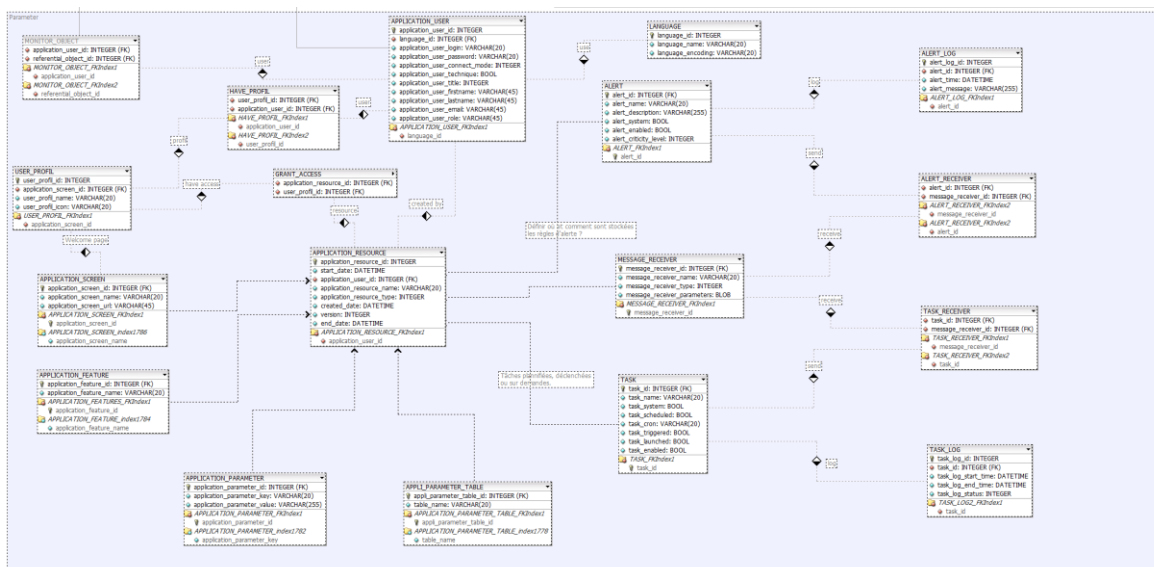 Parameter
MONITOR_OBJECT
application_user_id: INTEGER (FK)
referential_object_id: INTEGER (FK)
MONITOR_OBJECT_FKIndex1
application_user_id
MONITOR_OBJECT_FKIndex2
referential_object_id
APPLICATION_USER
application_user_id: INTEGER
language_id: INTEGER (FK)
application_user_login: VARCHAR(20)
application_user_password: VARCHAR(20)
application_user_connect_mode: INTEGER
application_user_technique: BOOL
application_user_title: INTEGER
application_user_firstname: VARCHAR(45)
application_user_lastname: VARCHAR(45)
application_user_email: VARCHAR(45)
application_user_role: VARCHAR(45)
APPLICATION_USER_FKIndex1
language_id
LANGUAGE
language_id: INTEGER
language_name: VARCHAR(20)
language_encoding: VARCHAR(20)
user
use
HAVE_PROFIL
user_profil_id: INTEGER (FK)
application_user_id: INTEGER (FK)
HAVE_PROFIL_FKIndex1
application_user_id
HAVE_PROFIL_FKIndex2
user_profil_id
user
profil
ALERT
alert_id: INTEGER (FK)
alert_name: VARCHAR(20)
alert_description: VARCHAR(255)
alert_system: BOOL
alert_enabled: BOOL
alert_criticity_level: INTEGER
ALERT_FKIndex1
alert_id
log
ALERT_LOG
alert_log_id: INTEGER
alert_id: INTEGER (FK)
alert_time: DATETIME
alert_message: VARCHAR(255)
ALERT_LOG_FKIndex1
alert_id
send
USER_PROFIL
user_profil_id: INTEGER
application_screen_id: INTEGER (FK)
user_profil_name: VARCHAR(20)
user_profil_icon: VARCHAR(20)
USER_PROFIL_FKIndex1
application_screen_id
have access
GRANT_ACCESS
application_resource_id: INTEGER (FK)
user_profil_id: INTEGER (FK)
resource
created by
ALERT_RECEIVER
alert_id: INTEGER (FK)
message_receiver_id: INTEGER (FK)
ALERT_RECEIVER_FKIndex2
message_receiver_id
ALERT_RECEIVER_FKIndex2
alert_id
Définir où et comment sont stockées
les règles d'alerte ?
receive
Welcome page
APPLICATION_SCREEN
application_screen_id: INTEGER (FK)
application_screen_name: VARCHAR(20)
application_screen_url: VARCHAR(45)
APPLICATION_SCREEN_FKIndex1
application_screen_id
APPLICATION_SCREEN_index1786
application_screen_name
APPLICATION_RESOURCE
application_resource_id: INTEGER
start_date: DATETIME
application_user_id: INTEGER (FK)
application_resource_name: VARCHAR(20)
application_resource_type: INTEGER
created_date: DATETIME
version: INTEGER
end_date: DATETIME
APPLICATION_RESOURCE_FKIndex1
application_user_id
MESSAGE_RECEIVER
message_receiver_id: INTEGER (FK)
message_receiver_name: VARCHAR(20)
message_receiver_type: INTEGER
message_receiver_parameters: BLOB
MESSAGE_RECEIVER_FKIndex1
message_receiver_id
receive
TASK_RECEIVER
task_id: INTEGER (FK)
message_receiver_id: INTEGER (FK)
TASK_RECEIVER_FKIndex1
message_receiver_id
TASK_RECEIVER_FKIndex2
task_id
APPLICATION_FEATURE
application_feature_id: INTEGER (FK)
application_feature_name: VARCHAR(20)
APPLICATION_FEATURES_FKIndex1
application_feature_id
APPLICATION_FEATURE_index1784
application_feature_name
Tâches planifiées, déclenchées
ou sur demandes.
send
TASK
task_id: INTEGER (FK)
task_name: VARCHAR(20)
task_system: BOOL
task_scheduled: BOOL
task_cron: VARCHAR(20)
task_triggered: BOOL
task_launched: BOOL
task_enabled: BOOL
TASK_FKIndex1
task_id
log
TASK_LOG
task_log_id: INTEGER
task_id: INTEGER (FK)
task_log_start_time: DATETIME
task_log_end_time: DATETIME
task_log_status: INTEGER
TASK_LOG2_FKIndex1
task_id
APPLICATION_PARAMETER
application_parameter_id: INTEGER (FK)
application_parameter_key: VARCHAR(20)
application_parameter_value: VARCHAR(255)
APPLICATION_PARAMETER_FKIndex1
application_parameter_id
APPLICATION_PARAMETER_index1782
application_parameter_key
APPLI_PARAMETER_TABLE
appli_parameter_table_id: INTEGER (FK)
table_name: VARCHAR(20)
APPLICATION_PARAMETER_TABLE_FKIndex1
appli_parameter_table_id
APPLICATION_PARAMETER_TABLE_index1778
table_name